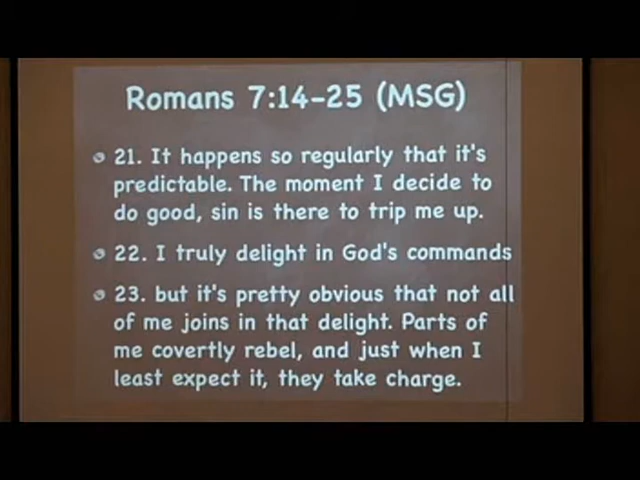 Romans 7:14-25 (MSG)
21. It happens so regularly that it's
predictable. The moment I decide to
do good, sin is there to trip me up.
22. I truly delight in God's commands
23. but it's pretty obvious that not all
of me joins in that delight. Parts of
me covertly rebel, and just when I
least expect it, they take charge.